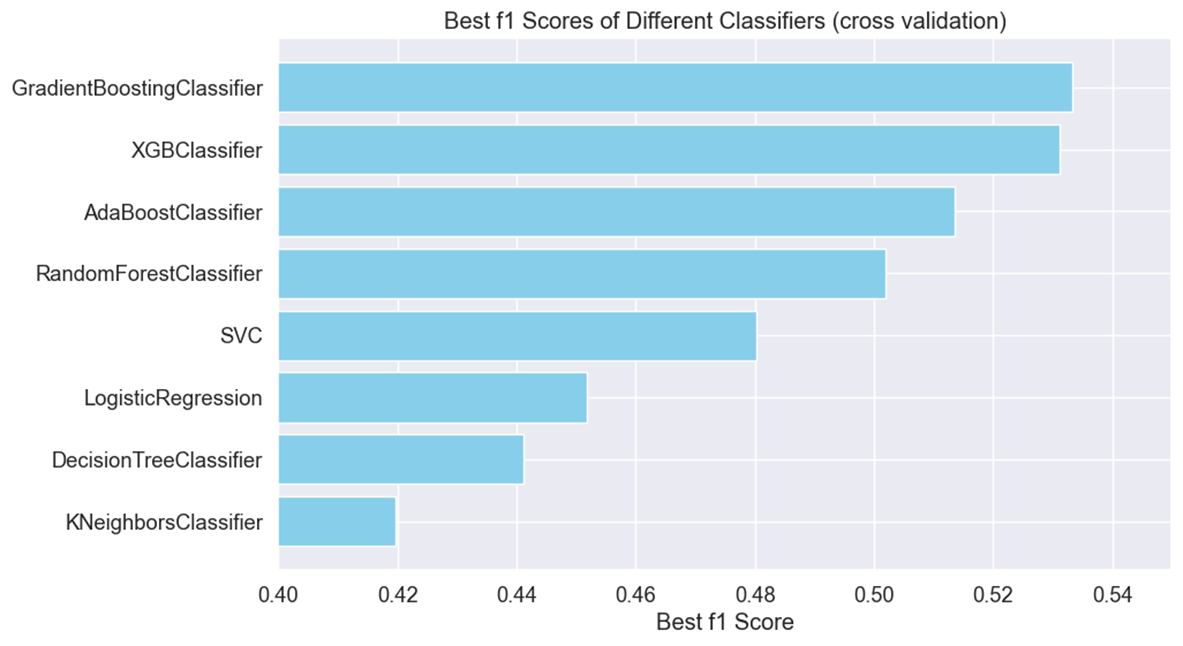 Best f1 Scores of Different Classifiers (cross validation)
GradientBoostingClassifier
XGBClassifier
AdaBoostClassifier
RandomForestClassifier
SVC
LogisticRegression
DecisionTreeClassifier
KNeighborsClassifier
0.40 0.42 0.44 0.46 0.48 0.50 0.52 0.54
Best f1 Score